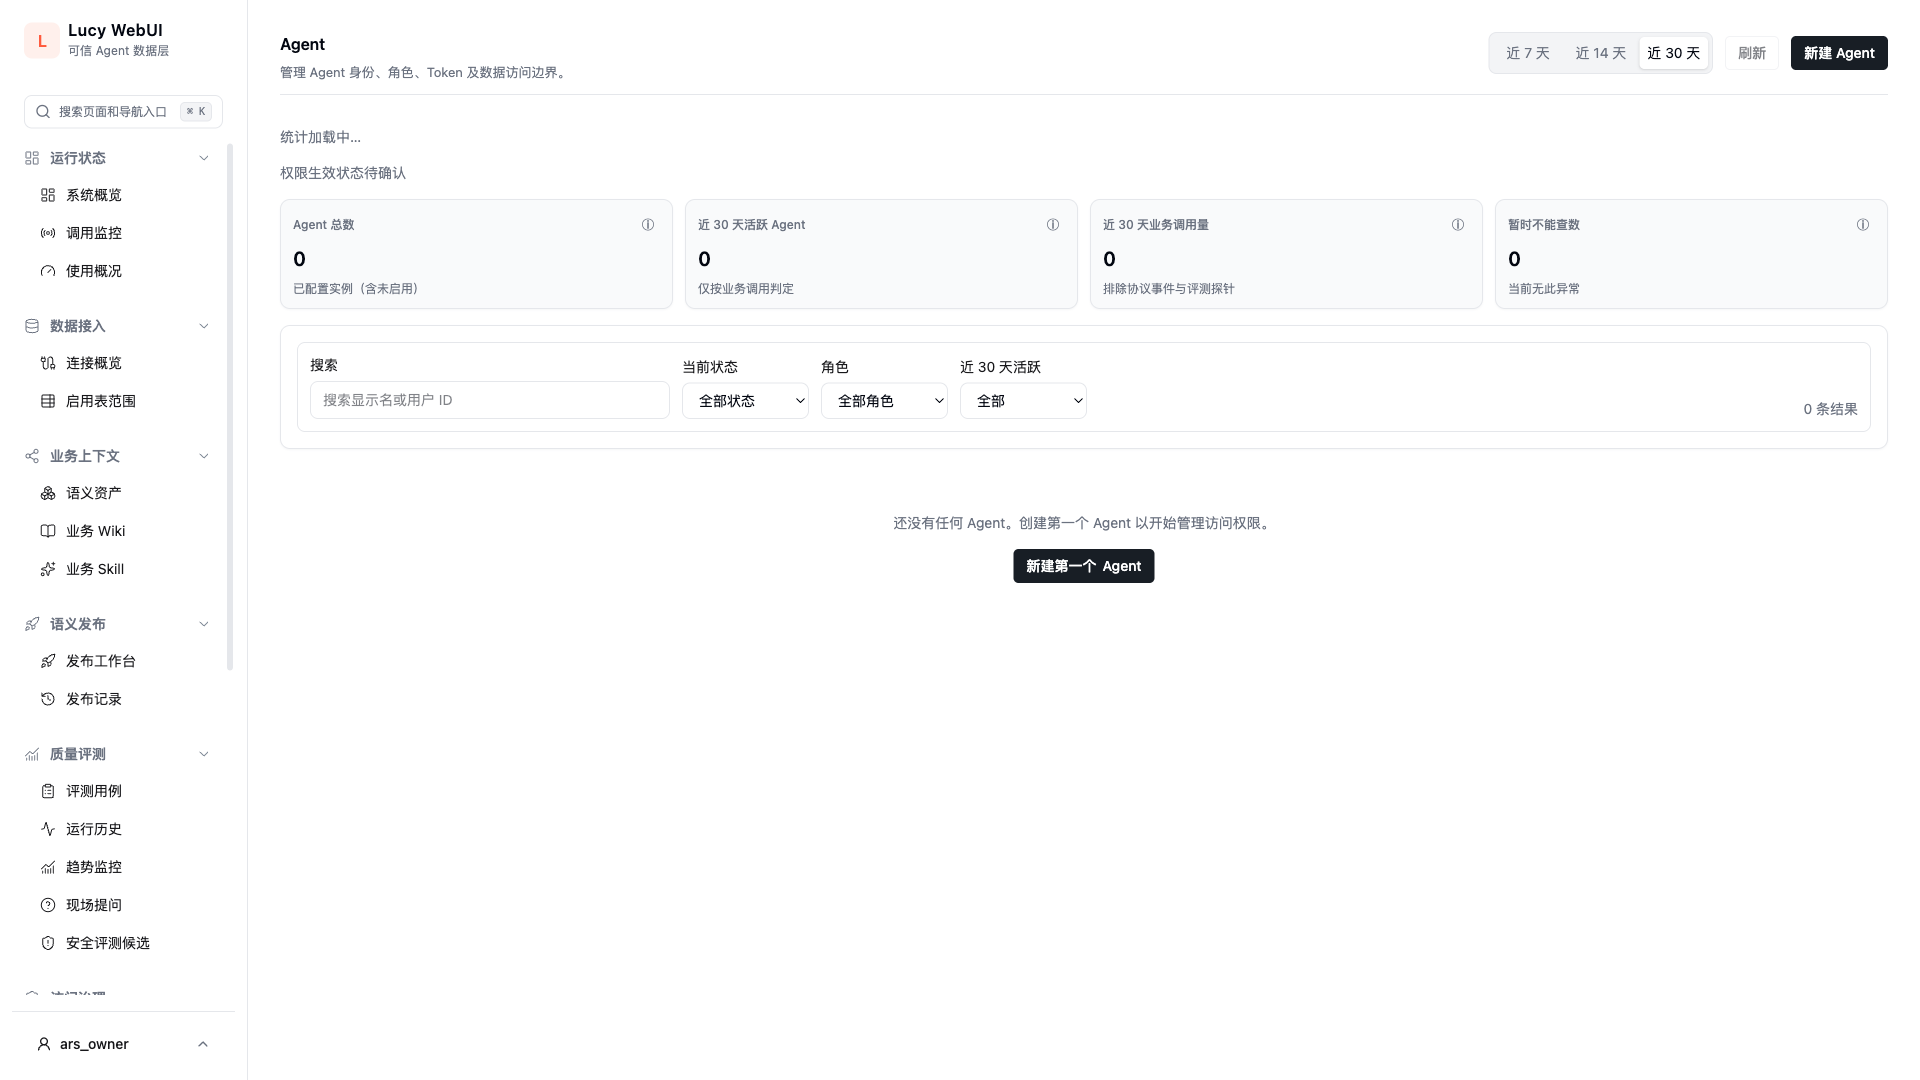 L
Lucy WebUI
可信 Agent 数据层
搜索页面和导航入口
⌘ K
运行状态
系统概览
调用监控
使用概况
数据接入
连接概览
启用表范围
业务上下文
语义资产
业务 Wiki
业务 Skill
语义发布
发布工作台
发布记录
质量评测
评测用例
运行历史
趋势监控
现场提问
安全评测候选
ars_owner
Agent
管理 Agent 身份、角色、Token 及数据访问边界。
近 7 天
近 14 天
近 30 天
刷新
新建 Agent
统计加载中...
权限生效状态待确认
Agent 总数
0
已配置实例（含未启用）
近 30 天活跃 Agent
0
仅按业务调用判定
近 30 天业务调用量
0
排除协议事件与评测探针
暂时不能查数
0
当前无此异常
搜索
搜索显示名或用户 ID
当前状态
全部状态
角色
全部角色
近 30 天活跃
全部
0 条结果
还没有任何 Agent。创建第一个 Agent 以开始管理访问权限。
新建第一个 Agent